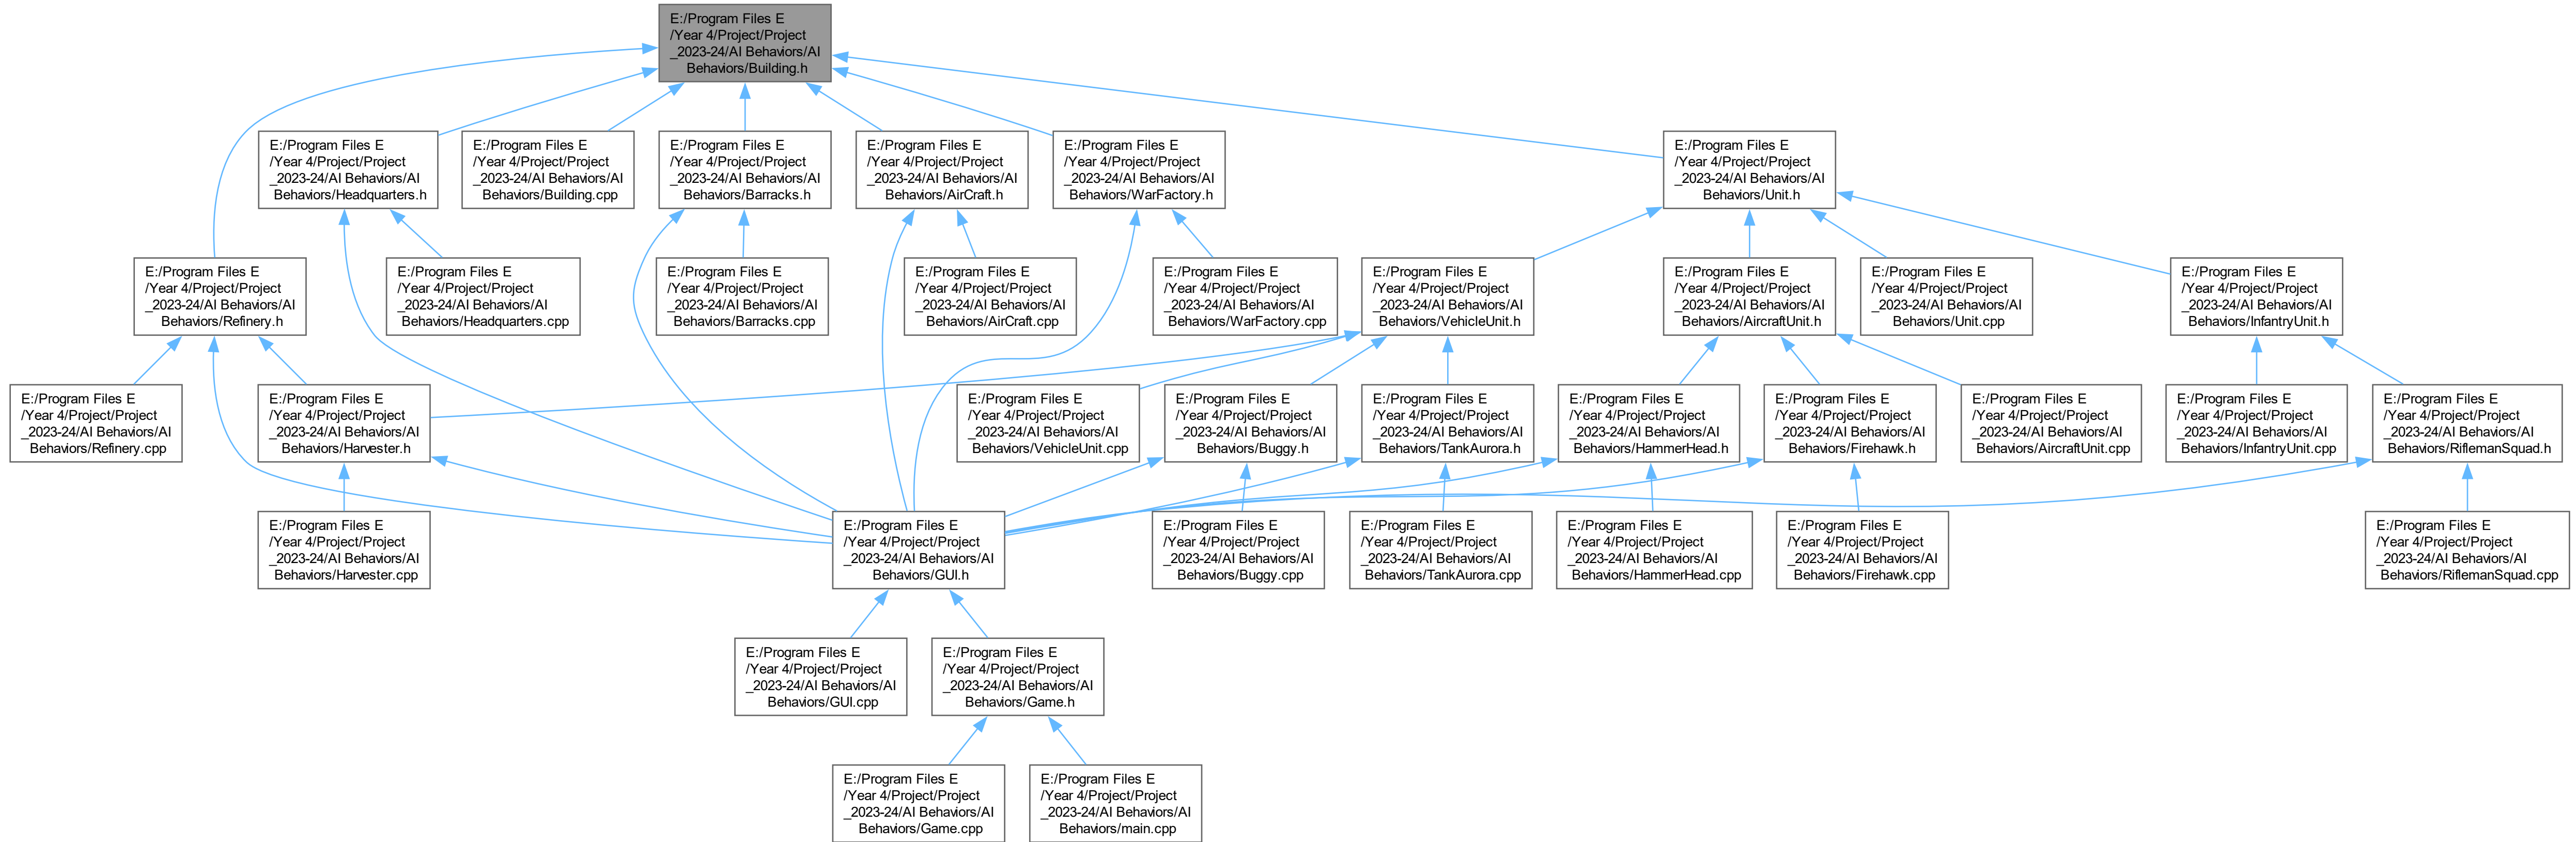 E:/Program Files E
/Year 4/Project/Project
_2023-24/AI Behaviors/AI
Behaviors/Building.h
E:/Program Files E
/Year 4/Project/Project
_2023-24/AI Behaviors/AI
Behaviors/Headquarters.h
E:/Program Files E
/Year 4/Project/Project
_2023-24/AI Behaviors/AI
Behaviors/Building.cpp
E:/Program Files E
/Year 4/Project/Project
_2023-24/AI Behaviors/AI
Behaviors/Barracks.h
E:/Program Files E
/Year 4/Project/Project
_2023-24/AI Behaviors/AI
Behaviors/AirCraft.h
E:/Program Files E
/Year 4/Project/Project
_2023-24/AI Behaviors/AI
Behaviors/WarFactory.h
E:/Program Files E
/Year 4/Project/Project
_2023-24/AI Behaviors/AI
Behaviors/Unit.h
E:/Program Files E
/Year 4/Project/Project
_2023-24/AI Behaviors/AI
Behaviors/Refinery.h
E:/Program Files E
/Year 4/Project/Project
_2023-24/AI Behaviors/AI
Behaviors/Headquarters.cpp
E:/Program Files E
/Year 4/Project/Project
_2023-24/AI Behaviors/AI
Behaviors/Barracks.cpp
E:/Program Files E
/Year 4/Project/Project
_2023-24/AI Behaviors/AI
Behaviors/AirCraft.cpp
E:/Program Files E
/Year 4/Project/Project
_2023-24/AI Behaviors/AI
Behaviors/WarFactory.cpp
E:/Program Files E
/Year 4/Project/Project
_2023-24/AI Behaviors/AI
Behaviors/VehicleUnit.h
E:/Program Files E
/Year 4/Project/Project
_2023-24/AI Behaviors/AI
Behaviors/AircraftUnit.h
E:/Program Files E
/Year 4/Project/Project
_2023-24/AI Behaviors/AI
Behaviors/Unit.cpp
E:/Program Files E
/Year 4/Project/Project
_2023-24/AI Behaviors/AI
Behaviors/InfantryUnit.h
E:/Program Files E
/Year 4/Project/Project
_2023-24/AI Behaviors/AI
Behaviors/Refinery.cpp
E:/Program Files E
/Year 4/Project/Project
_2023-24/AI Behaviors/AI
Behaviors/Harvester.h
E:/Program Files E
/Year 4/Project/Project
_2023-24/AI Behaviors/AI
Behaviors/VehicleUnit.cpp
E:/Program Files E
/Year 4/Project/Project
_2023-24/AI Behaviors/AI
Behaviors/Buggy.h
E:/Program Files E
/Year 4/Project/Project
_2023-24/AI Behaviors/AI
Behaviors/TankAurora.h
E:/Program Files E
/Year 4/Project/Project
_2023-24/AI Behaviors/AI
Behaviors/HammerHead.h
E:/Program Files E
/Year 4/Project/Project
_2023-24/AI Behaviors/AI
Behaviors/Firehawk.h
E:/Program Files E
/Year 4/Project/Project
_2023-24/AI Behaviors/AI
Behaviors/AircraftUnit.cpp
E:/Program Files E
/Year 4/Project/Project
_2023-24/AI Behaviors/AI
Behaviors/InfantryUnit.cpp
E:/Program Files E
/Year 4/Project/Project
_2023-24/AI Behaviors/AI
Behaviors/RiflemanSquad.h
E:/Program Files E
/Year 4/Project/Project
_2023-24/AI Behaviors/AI
Behaviors/Harvester.cpp
E:/Program Files E
/Year 4/Project/Project
_2023-24/AI Behaviors/AI
Behaviors/GUI.h
E:/Program Files E
/Year 4/Project/Project
_2023-24/AI Behaviors/AI
Behaviors/Buggy.cpp
E:/Program Files E
/Year 4/Project/Project
_2023-24/AI Behaviors/AI
Behaviors/TankAurora.cpp
E:/Program Files E
/Year 4/Project/Project
_2023-24/AI Behaviors/AI
Behaviors/HammerHead.cpp
E:/Program Files E
/Year 4/Project/Project
_2023-24/AI Behaviors/AI
Behaviors/Firehawk.cpp
E:/Program Files E
/Year 4/Project/Project
_2023-24/AI Behaviors/AI
Behaviors/RiflemanSquad.cpp
E:/Program Files E
/Year 4/Project/Project
_2023-24/AI Behaviors/AI
Behaviors/GUI.cpp
E:/Program Files E
/Year 4/Project/Project
_2023-24/AI Behaviors/AI
Behaviors/Game.h
E:/Program Files E
/Year 4/Project/Project
_2023-24/AI Behaviors/AI
Behaviors/Game.cpp
E:/Program Files E
/Year 4/Project/Project
_2023-24/AI Behaviors/AI
Behaviors/main.cpp